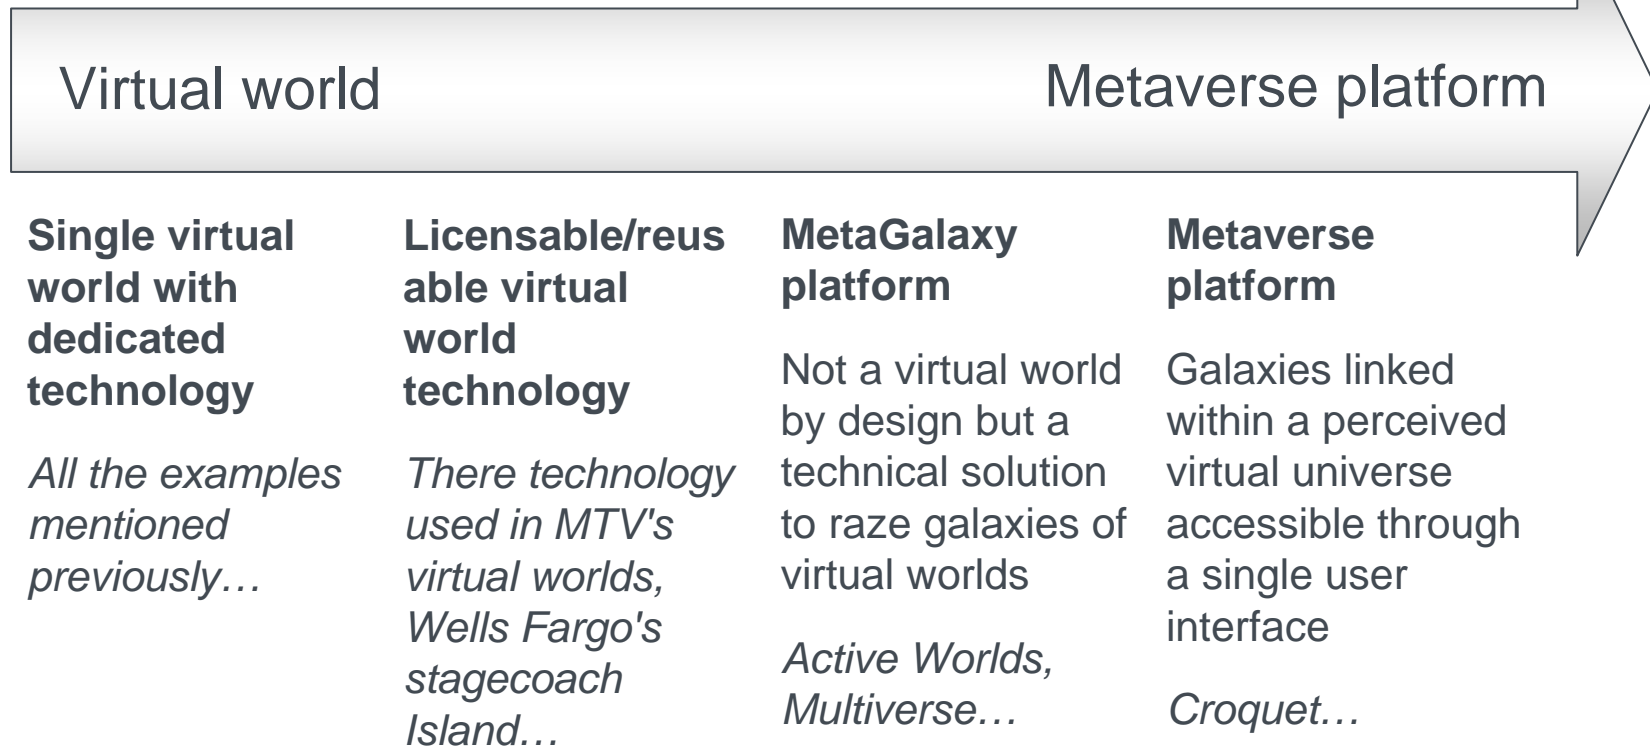 Virtual world
Metaverse platform
Single virtual
world with
dedicated
technology
All the examples
mentioned
previously…
Licensable/reus
able virtual
world
technology
There technology
used in MTV's
virtual worlds,
Wells Fargo's
stagecoach
Island…
MetaGalaxy
platform
Not a virtual world
by design but a
technical solution
to raze galaxies of
virtual worlds
Active Worlds,
Multiverse…
Metaverse
platform
Galaxies linked
within a perceived
virtual universe
accessible through
a single user
interface
Croquet…